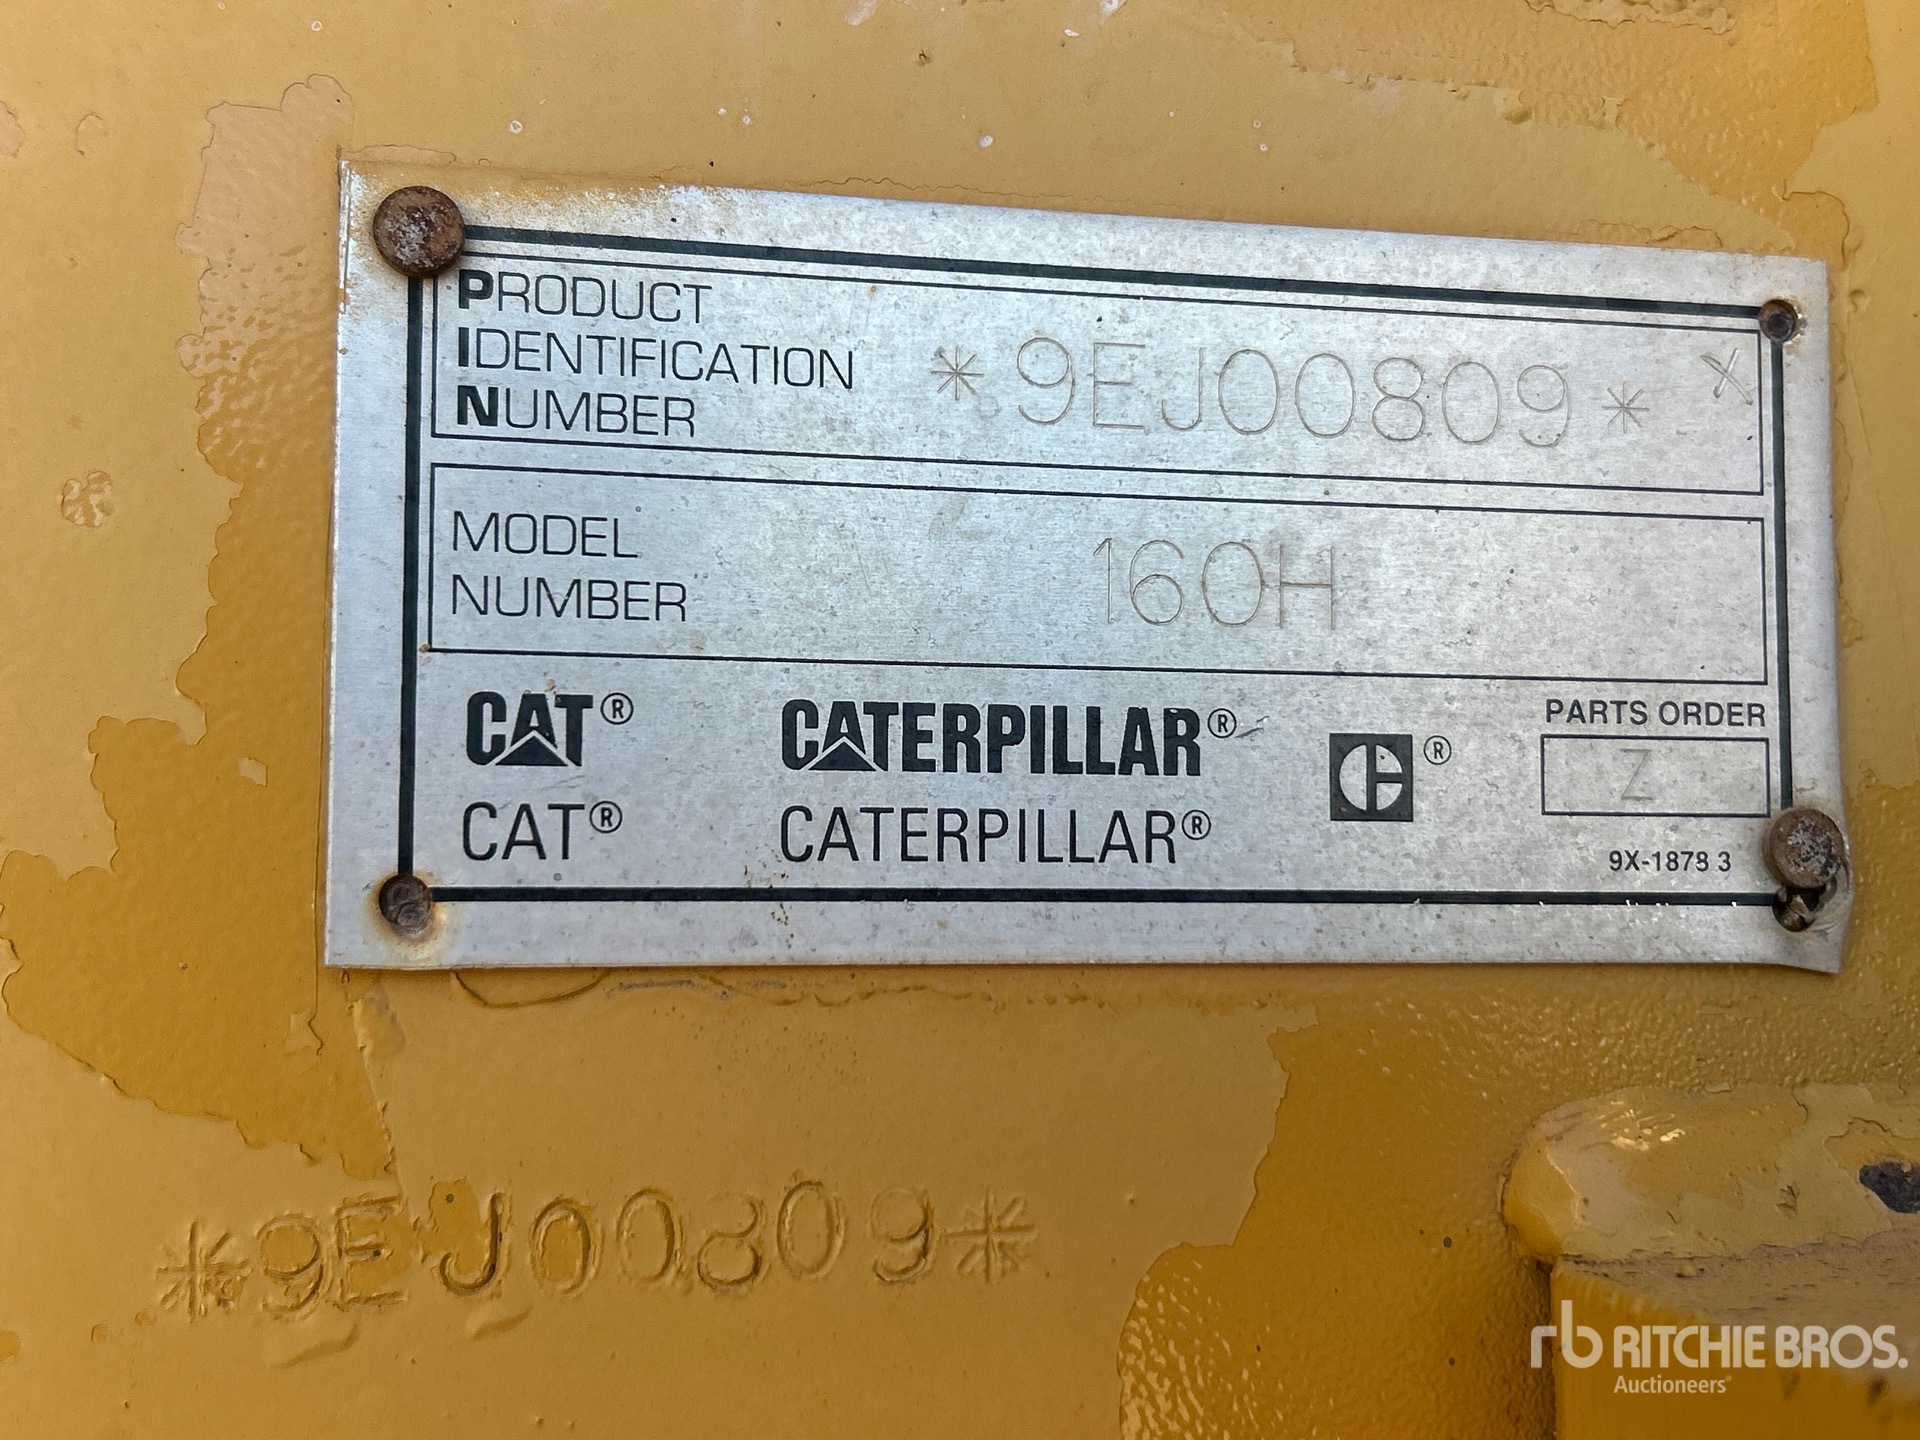 PRODUCT
IDENTIFICATION
NUMBER
*9EJ00809* X
MODEL
NUMBER
160H
CAT® CATERPILLAR® ®
CAT® CATERPILLAR®
PARTS ORDER
Z
9X-1878 3
*9EJ00809*
rb RITCHIE BROS.
Auctioneers